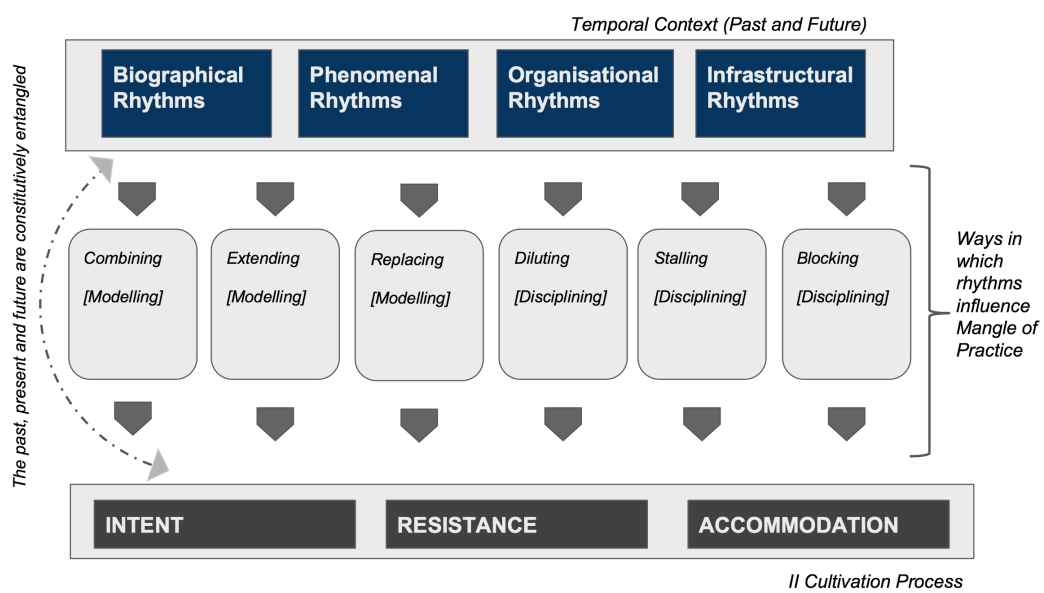 Temporal Context (Past and Future)
The past, present and future are constitutively entangled
Biographical
Rhythms
Phenomenal
Rhythms
Organisational
Rhythms
Infrastructural
Rhythms
Combining
[Modelling]
Extending
[Modelling]
Replacing
[Modelling]
Diluting
[Disciplining]
Stalling
[Disciplining]
Blocking
[Disciplining]
Ways in
which
rhythms
influence
Mangle of
Practice
INTENT
RESISTANCE
ACCOMMODATION
II Cultivation Process